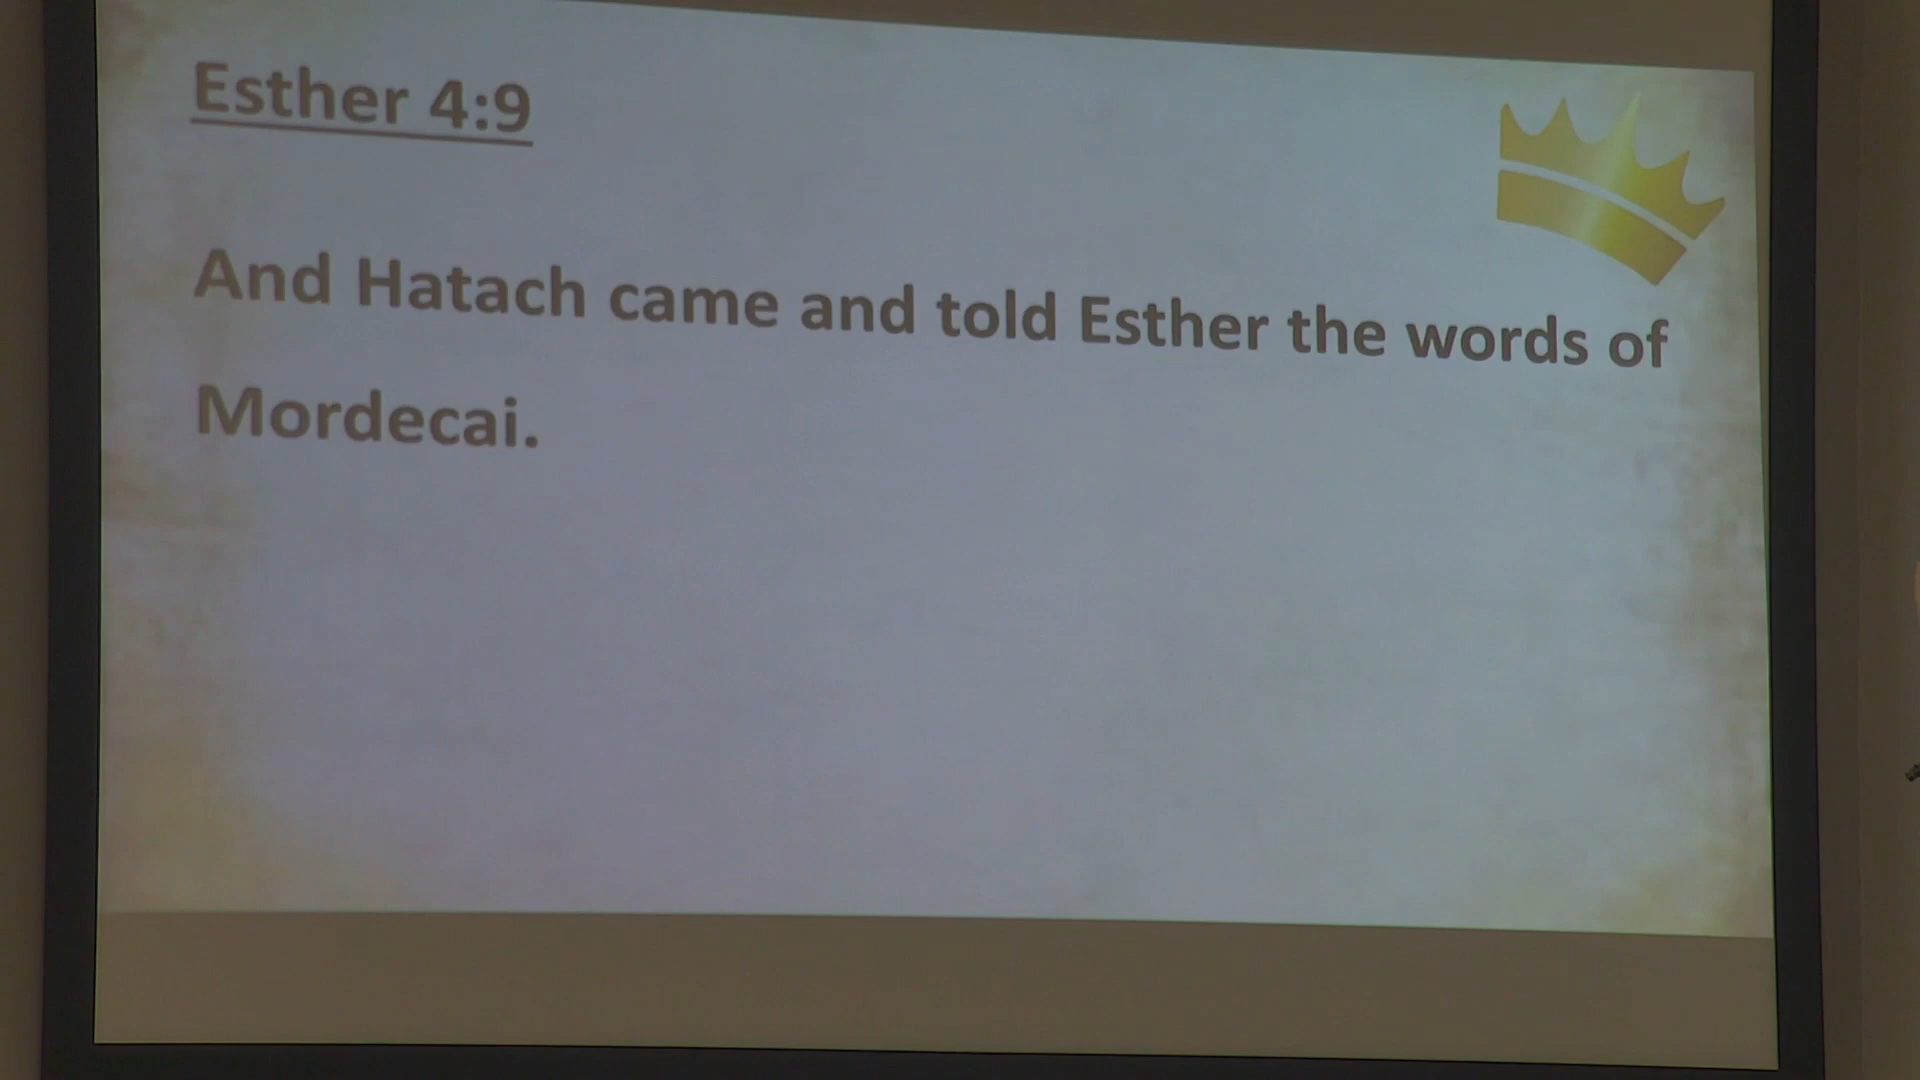 Esther 4:9
And Hatach came and told Esther the words of
Mordecai.